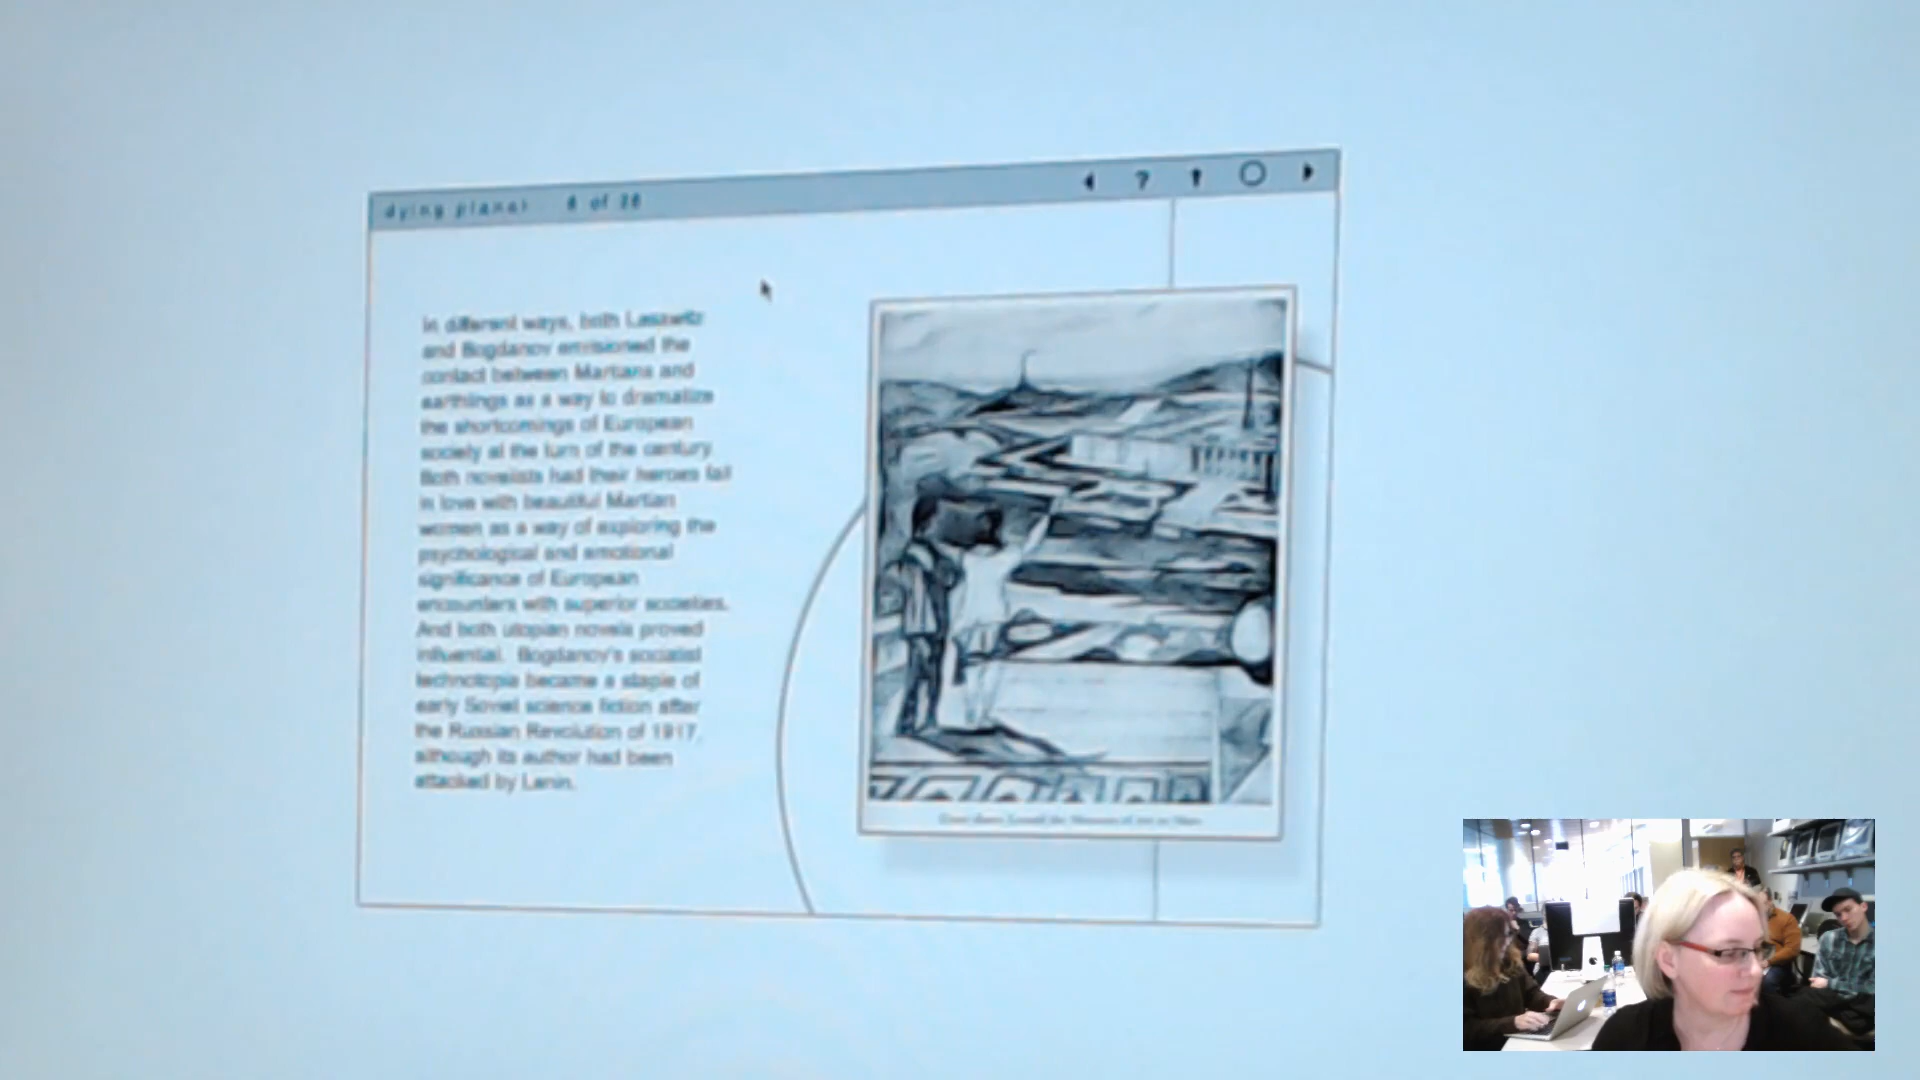 dying planet 6 of 26
?
In different ways, both Lasswitz
and Bogdanov envisioned the
contact between Martians and
earthlings as a way to dramatize
the shortcomings of European
society at the turn of the century.
Both novelists had their heroes fall
in love with beautiful Martian
women as a way of exploring the
psychological and emotional
significance of European
encounters with superior societies.
And both utopian novels proved
influential. Bogdanov's socialist
technotopia became a staple of
early Soviet science fiction after
the Russian Revolution of 1917,
although its author had been
attacked by Lenin.